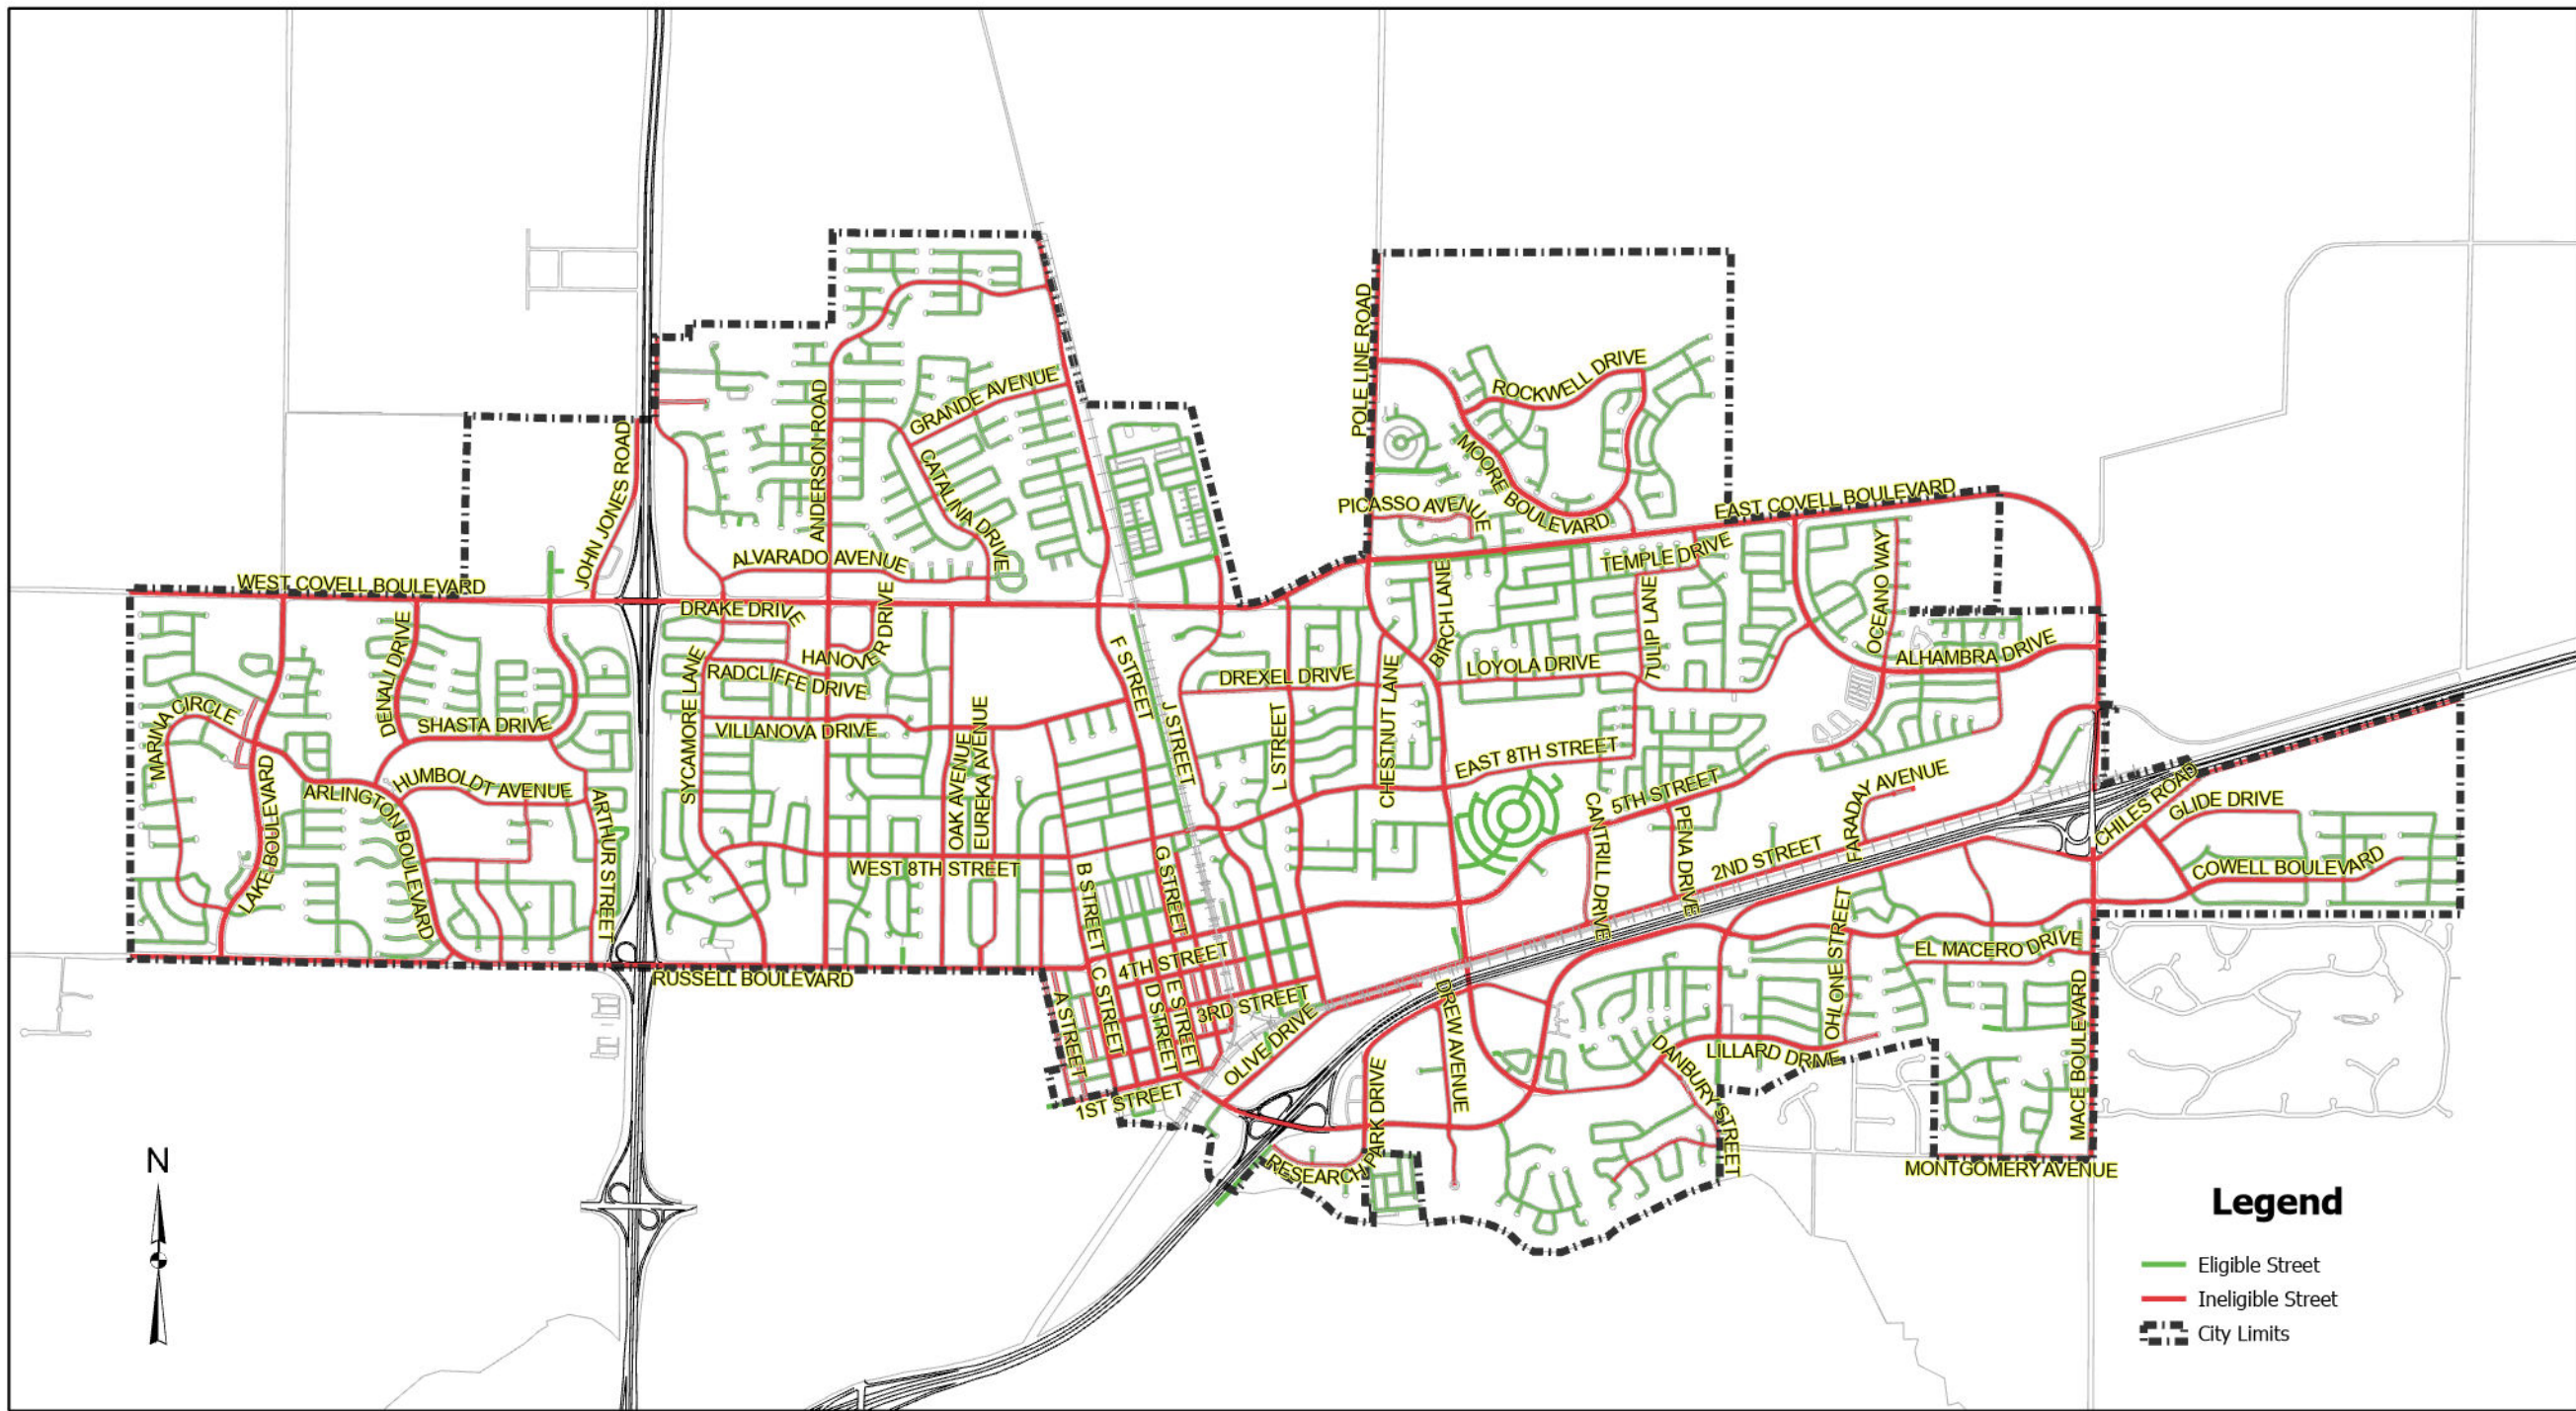 ROCKWELL DRIVE
POLE LINE ROAD
GRANDE AVENUE
ANDERSON ROAD
JOHN JONES ROAD
CATALINA DRIVE
MOORE BOULEVARD
PICASSO AVENUE
EAST COVELL BOULEVARD
ALVARADO AVENUE
TEMPLE DRIVE
WEST COVELL BOULEVARD
OCEANO WAY
BIRCH LANE
TULIP LANE
DRAKE DRIVE
HANOVER DRIVE
DENALI DRIVE
F STREET
ALHAMBRA DRIVE
LOYOLA DRIVE
DREXEL DRIVE
RADCLIFFE DRIVE
SYCAMORE LANE
CHESTNUT LANE
MARINA CIRCLE
SHASTA DRIVE
VILLANOVA DRIVE
OAK AVENUE
EUREKA AVENUE
J STREET
L STREET
EAST 8TH STREET
5TH STREET
FARADAY AVENUE
CHILES ROAD
GLIDE DRIVE
HUMBOLDT AVENUE
ARLINGTON BOULEVARD
LAKE BOULEVARD
ARTHUR STREET
CANTRILL DRIVE
PENA DRIVE
2ND STREET
COWELL BOULEVARD
WEST 8TH STREET
B STREET
G STREET
OHLONE STREET
EL MACERO DRIVE
RUSSELL BOULEVARD
4TH STREET
A STREET
C STREET
D STREET
E STREET
3RD STREET
OLIVE DRIVE
DREW AVENUE
LILLARD DRIVE
DANBURY STREET
MACE BOULEVARD
1ST STREET
RESEARCH PARK DRIVE
MONTGOMERY AVENUE
N
Legend
Eligible Street
Ineligible Street
City Limits